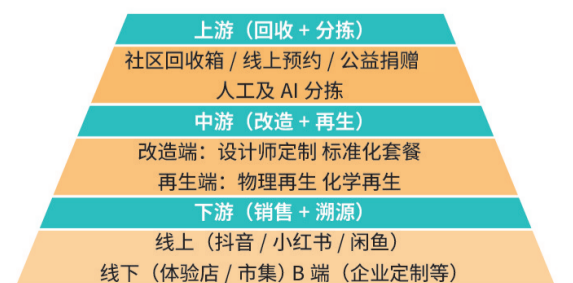 上游（回收 + 分拣）
社区回收箱 / 线上预约 / 公益捐赠
人工及 AI 分拣
中游（改造 + 再生）
改造端：设计师定制 标准化套餐
再生端：物理再生 化学再生
下游（销售 + 溯源）
线上（抖音 / 小红书 / 闲鱼）
线下（体验店 / 市集）B 端（企业定制等）